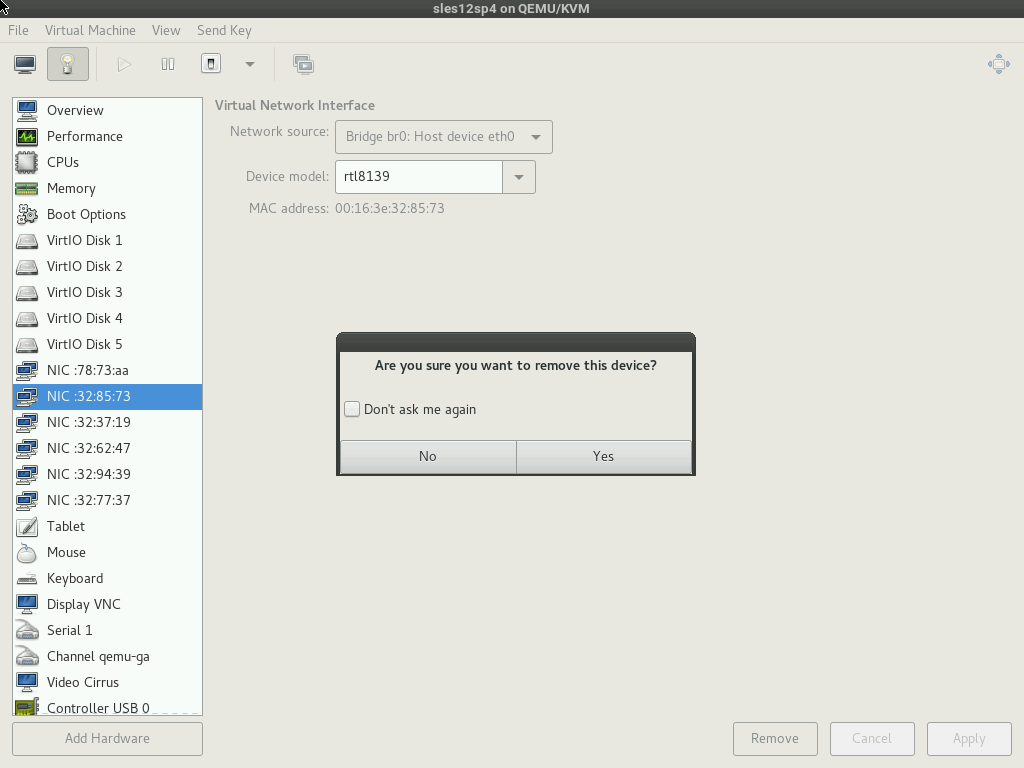 sles12sp4 on QEMU/KVM
File Virtual Machine View Send Key
Overview
Performance
CPUs
Memory
Boot Options
VirtIO Disk 1
VirtIO Disk 2
VirtIO Disk 3
VirtIO Disk 4
VirtIO Disk 5
NIC :78:73:aa
NIC :32:85:73
NIC :32:37:19
NIC :32:62:47
NIC :32:94:39
NIC :32:77:37
Tablet
Mouse
Keyboard
Display VNC
Serial 1
Channel qemu-ga
Video Cirrus
Controller USB 0
Add Hardware
Virtual Network Interface
Network source: Bridge br0: Host device eth0
Device model: rtl8139
MAC address: 00:16:3e:32:85:73
Are you sure you want to remove this device?
Don't ask me again
No Yes
Remove Cancel Apply